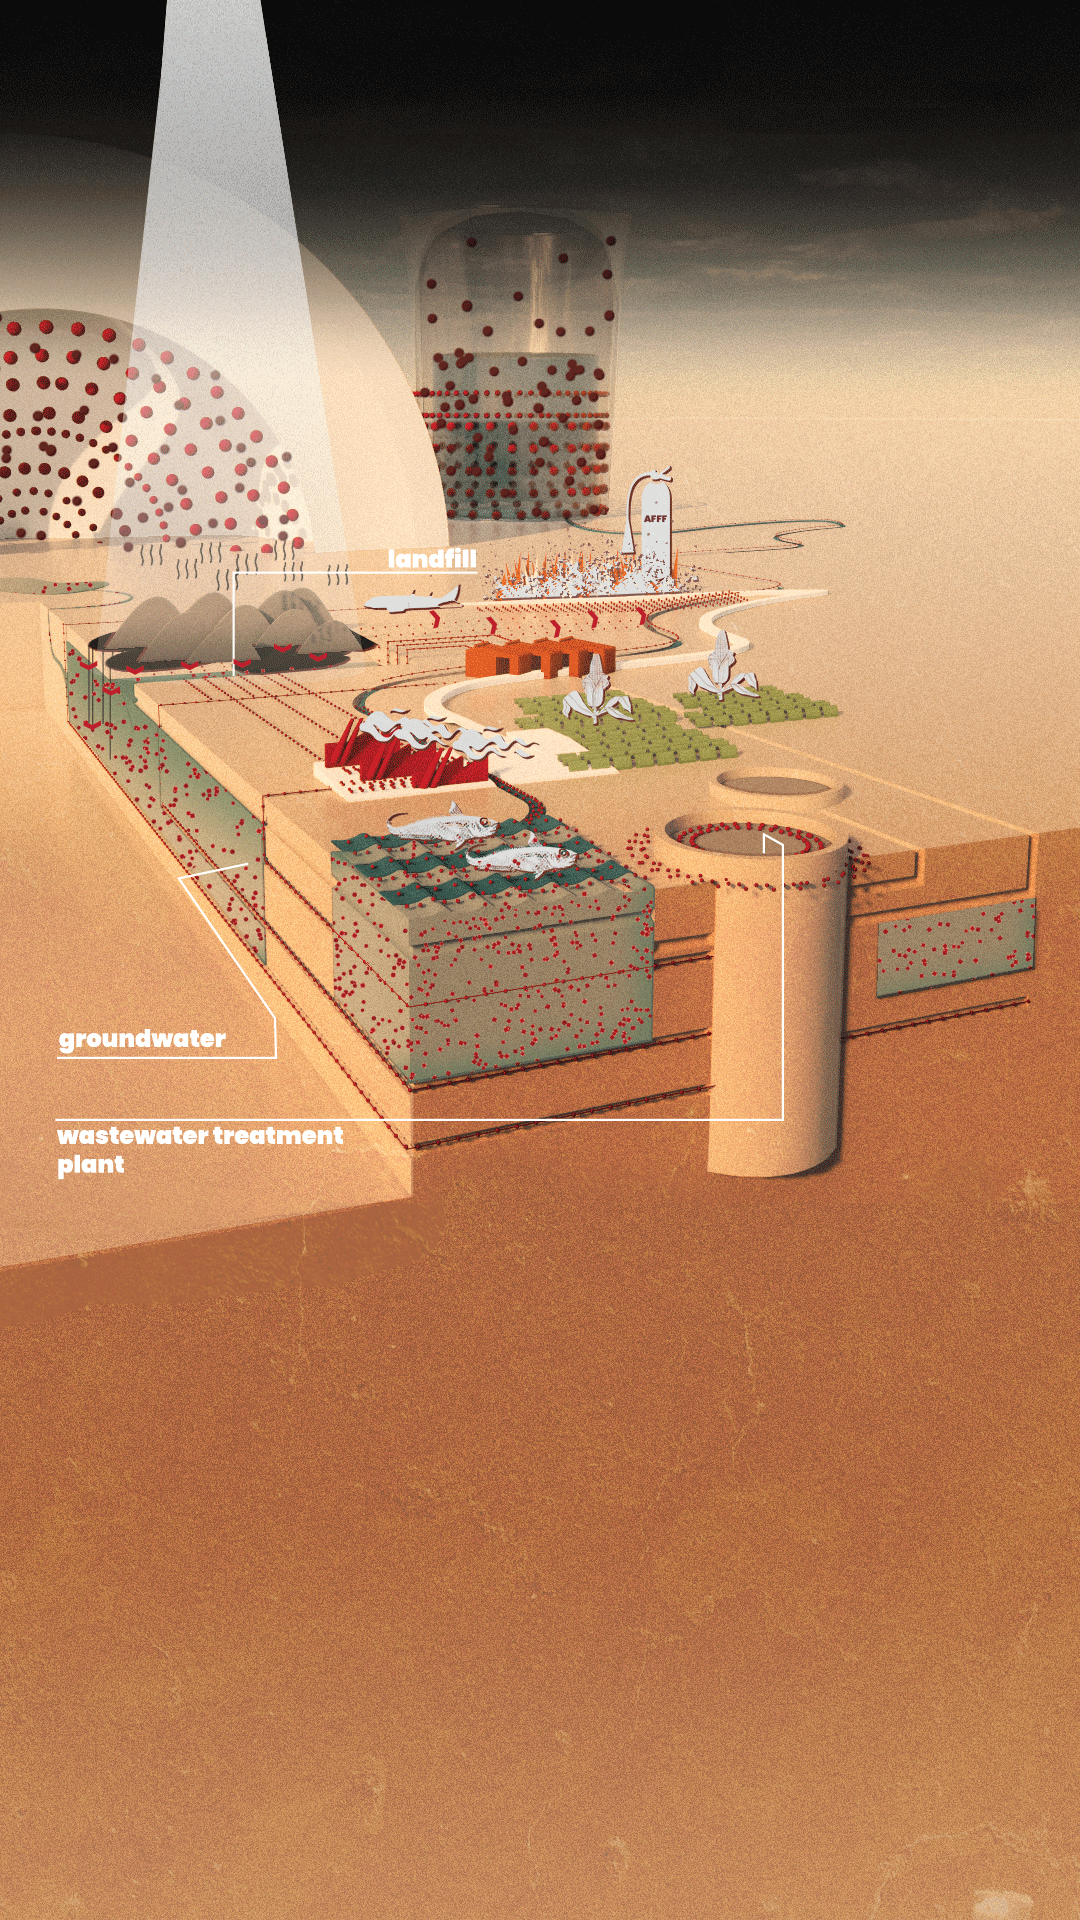 AFFF
landfill
groundwater
wastewater treatment
plant